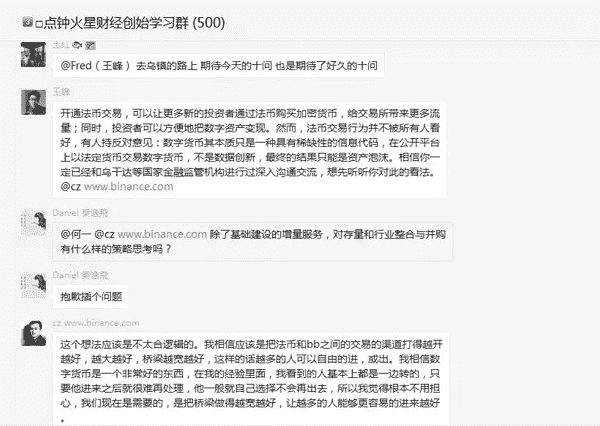 ③□点钟火星财经创始学习群 (500)
@Fred（王峰） 去乌镇的路上 期待今天的十问 也是期待了好久的十问
王峰
开通法币交易，可以让更多新的投资者通过法币购买加密货币，给交易所带来更多流
量；同时，投资者可以方便地把数字资产变现。然而，法币交易行为并不被所有人看
好，有人持反对意见：数字货币其本质只是一种具有稀缺性的信息代码，在公开平台
上以法定货币交易数字货币，不是数据创新，最终的结果只能是资产泡沫。相信你一
定已经和乌干达等国家金融监管机构进行过深入沟通交流，想先听听你对此的看法。
@cz www.binance.com
Daniel 秦逸飛
@何一 @cz www.binance.com 除了基础建设的增量服务，对存量和行业整合与并购
有什么样的策略思考吗？
Daniel 秦逸飛
抱歉插个问题
cz www.binance.com
这个想法应该是不太合逻辑的。我相信应该是把法币和bb之间的交易的渠道打得越开
越好，越大越好，桥梁越宽越好，这样的话越多的人可以自由的进，或出。我相信数
字货币是一个非常好的东西，在我的经验里面，我看到的人基本上都是一边转的，只
要他进来之后就很难再处理，他一般就自己选择不会再出去，所以我觉得根本不用担
心，我们现在是需要的，是把桥梁做得越宽越好，让越多的人能够更容易的进来越好
。